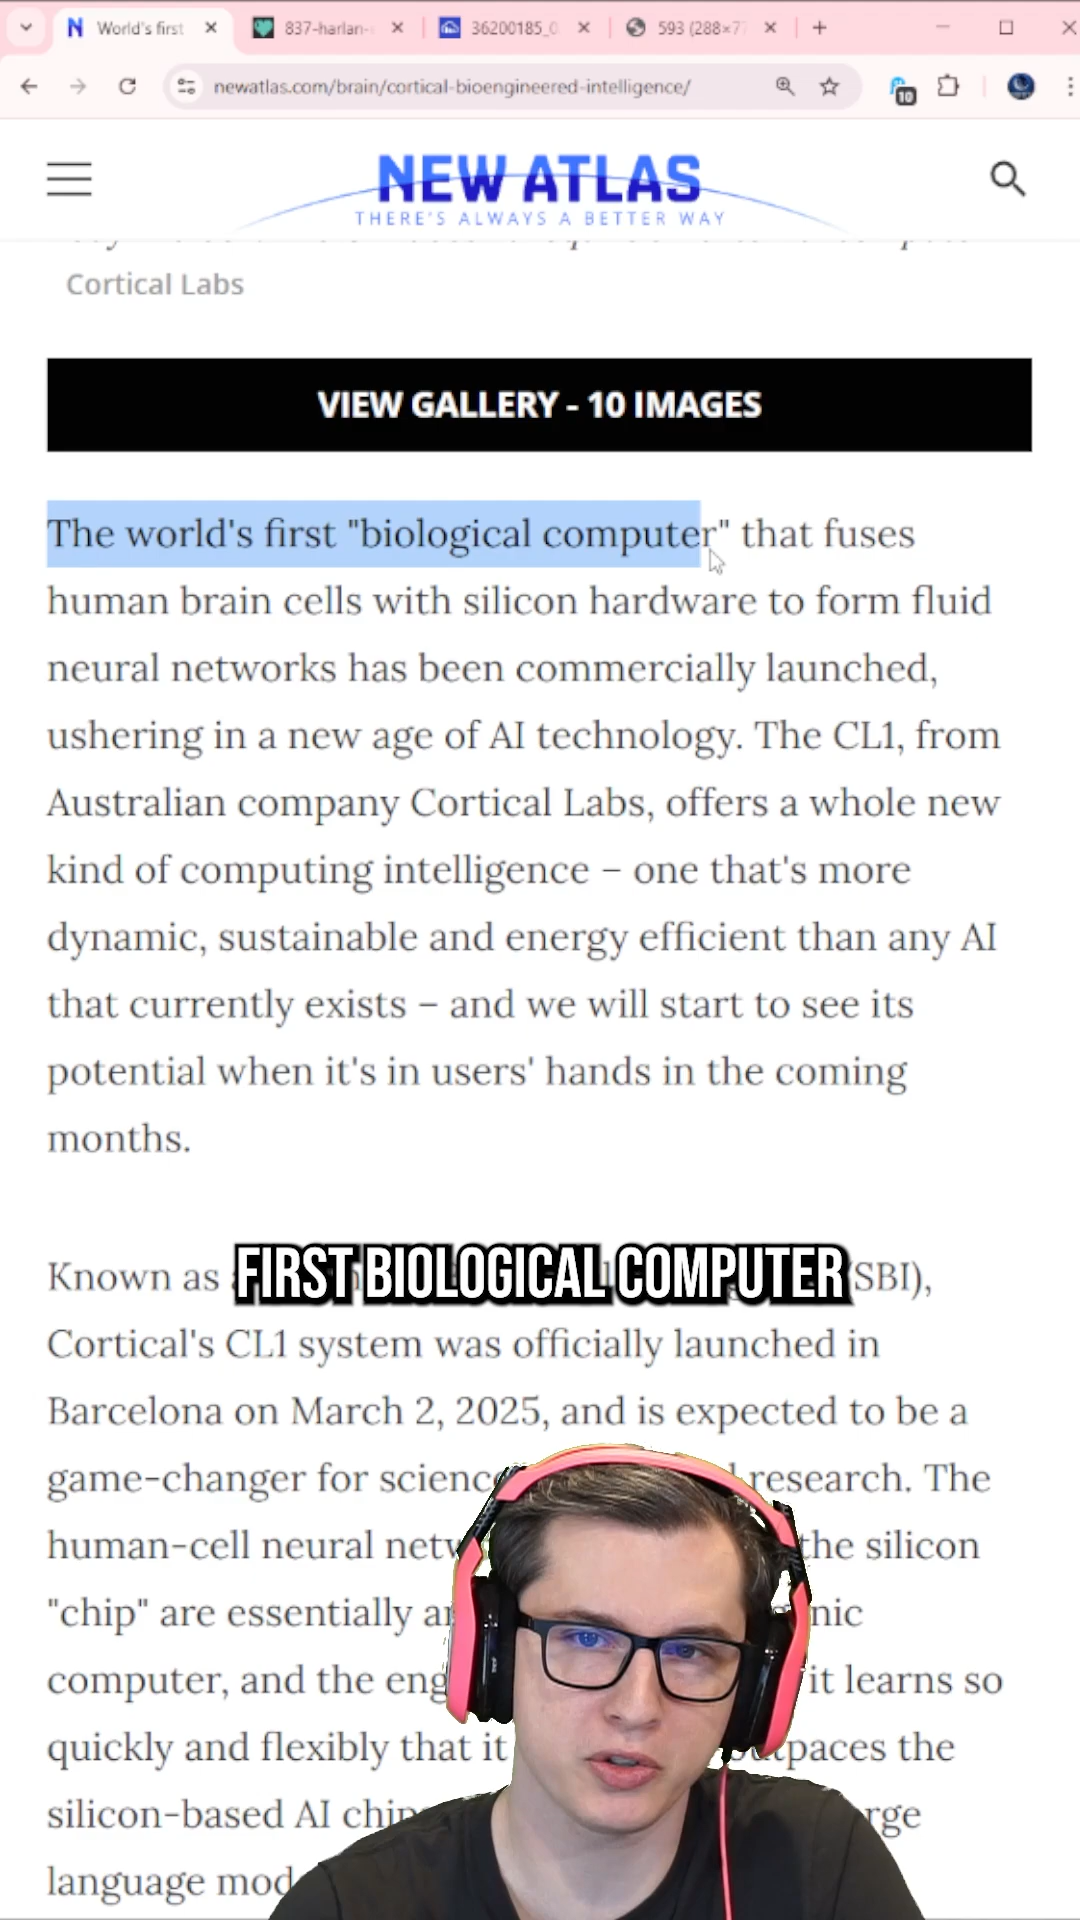 World's first
837-harlan-
36200185_0
593 (288×77
newatlas.com/brain/cortical-bioengineered-intelligence/
10
NEW ATLAS
THERE'S ALWAYS A BETTER WAY
Cortical Labs
VIEW GALLERY - 10 IMAGES
The world's first "biological computer" that fuses
human brain cells with silicon hardware to form fluid
neural networks has been commercially launched,
ushering in a new age of AI technology. The CL1, from
Australian company Cortical Labs, offers a whole new
kind of computing intelligence – one that's more
dynamic, sustainable and energy efficient than any AI
that currently exists – and we will start to see its
potential when it's in users' hands in the coming
months.
FIRST BIOLOGICAL COMPUTER
Known as (SBI),
Cortical's CL1 system was officially launched in
Barcelona on March 2, 2025, and is expected to be a
game-changer for science research. The
human-cell neural netw the silicon
"chip" are essentially an nic
computer, and the eng it learns so
quickly and flexibly that it outpaces the
silicon-based AI chip rge
language mod